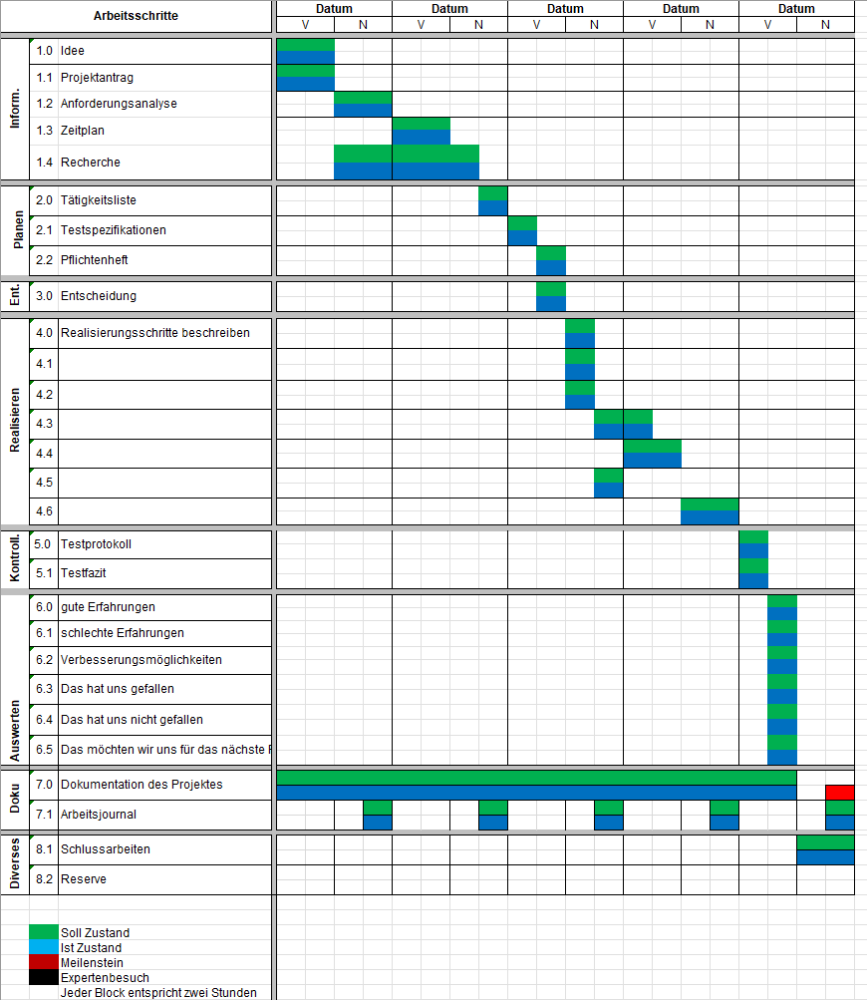 Arbeitsschritte
Datum Datum Datum Datum Datum
V N V N V N V N V N
Inform.
1.0 Idee
1.1 Projektantrag
1.2 Anforderungsanalyse
1.3 Zeitplan
1.4 Recherche
Planen
2.0 Tätigkeitsliste
2.1 Testspezifikationen
2.2 Pflichtenheft
Ent.
3.0 Entscheidung
Realisieren
4.0 Realisierungsschritte beschreiben
4.1
4.2
4.3
4.4
4.5
4.6
Kontroll.
5.0 Testprotokoll
5.1 Testfazit
Auswerten
6.0 gute Erfahrungen
6.1 schlechte Erfahrungen
6.2 Verbesserungsmöglichkeiten
6.3 Das hat uns gefallen
6.4 Das hat uns nicht gefallen
6.5 Das möchten wir uns für das nächste
Doku
7.0 Dokumentation des Projektes
7.1 Arbeitsjournal
Diverses
8.1 Schlussarbeiten
8.2 Reserve
Soll Zustand
Ist Zustand
Meilenstein
Expertenbesuch
Jeder Block entspricht zwei Stunden